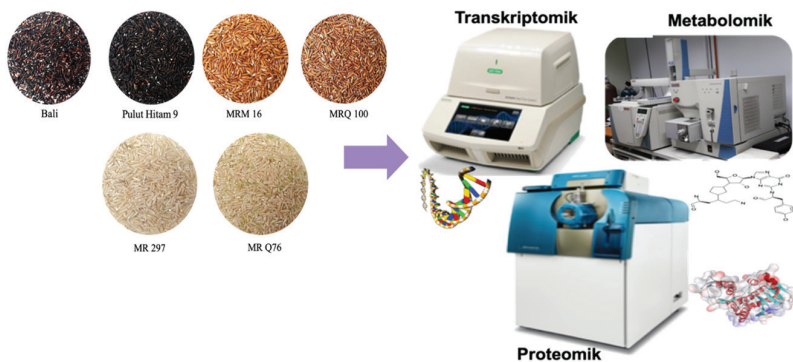 Transkriptomik
Metabolomik
Bali
Pulut Hitam 9
MRM 16
MRQ 100
MR 297
MR Q76
Proteomik